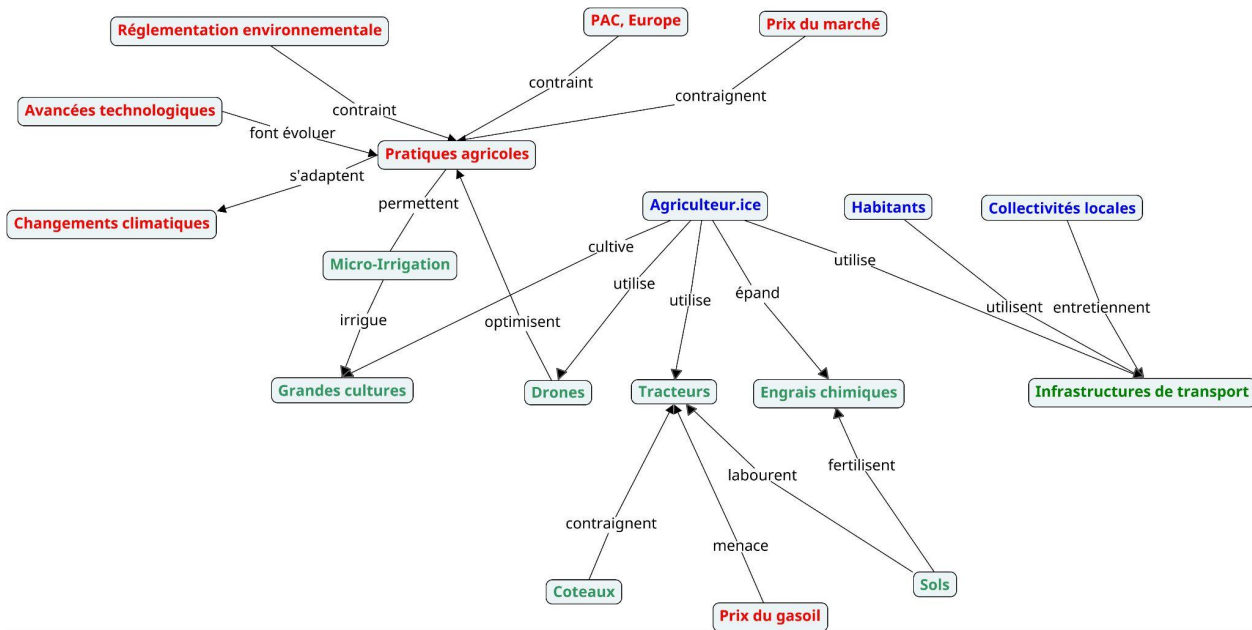 Réglementation environnementale
PAC, Europe
Prix du marché
contraint
contraignent
Avancées technologiques
contraint
font évoluer
Pratiques agricoles
s'adaptent
permettent
Changements climatiques
Agriculteur.ice
Habitants
Collectivités locales
cultive
Micro-Irrigation
utilise
utilise
utilise
épand
utilisent
entretiennent
irrigue
optimisent
Grandes cultures
Drones
Tracteurs
Engrais chimiques
Infrastructures de transport
labourent
fertilisent
contraignent
menace
Coteaux
Sols
Prix du gasoil